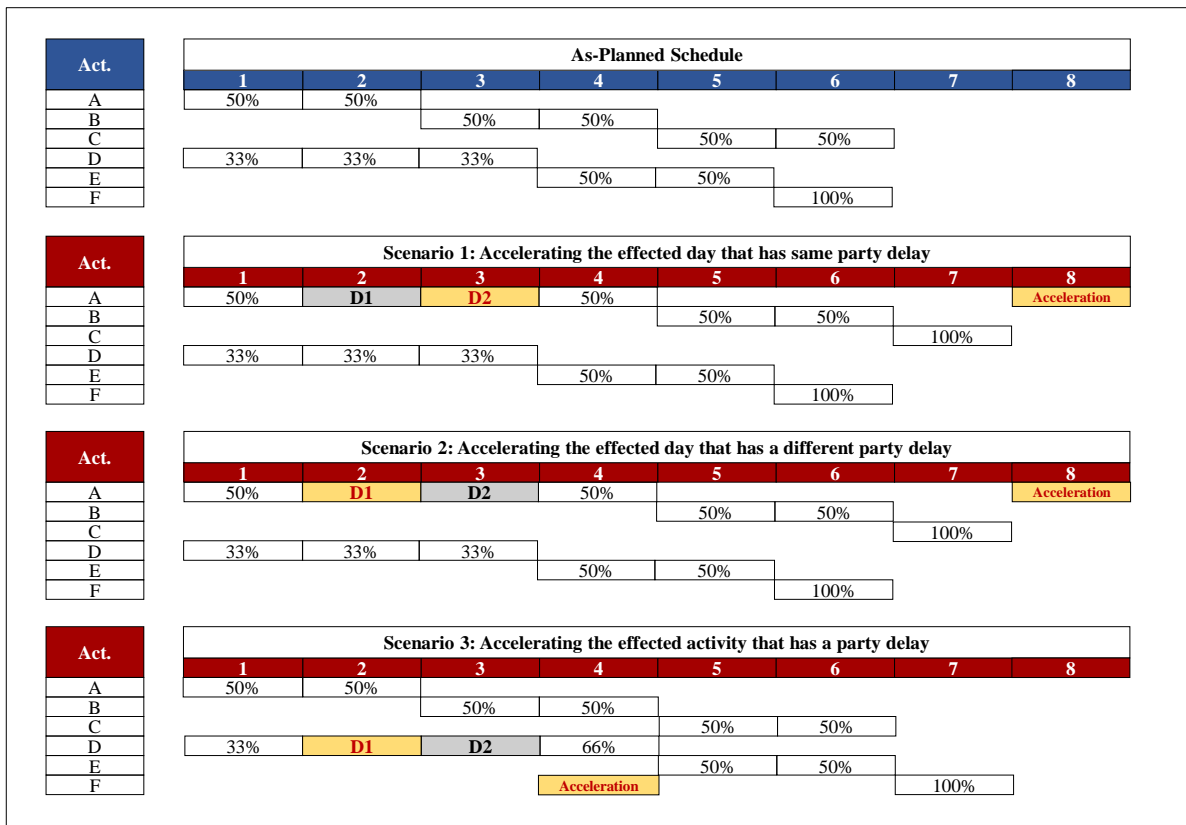 Act. As-Planned Schedule
1 2 3 4 5 6 7 8
A 50% 50%
B 50% 50%
C 50% 50%
D 33% 33% 33%
E 50% 50%
F 100%
Act. Scenario 1: Accelerating the effected day that has same party delay
1 2 3 4 5 6 7 8
A 50% D1 D2 50% Acceleration
B 50% 50%
C 100%
D 33% 33% 33%
E 50% 50%
F 100%
Act. Scenario 2: Accelerating the effected day that has a different party delay
1 2 3 4 5 6 7 8
A 50% D1 D2 50% Acceleration
B 50% 50%
C 100%
D 33% 33% 33%
E 50% 50%
F 100%
Act. Scenario 3: Accelerating the effected activity that has a party delay
1 2 3 4 5 6 7 8
A 50% 50%
B 50% 50%
C 50% 50%
D 33% D1 D2 66%
E 50% 50%
F Acceleration 100%